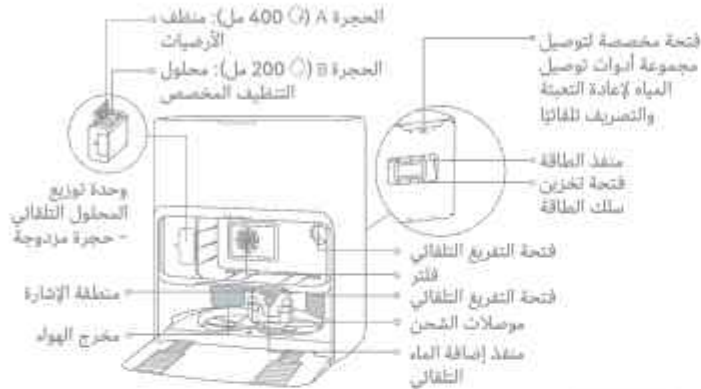 الحجرة A (400 مل): منظف
الأرضيات
الحجرة B (200 مل): محلول
التنظيف المخصص
وحدة توزيع
المحلول التلقائي
- حجرة مزدوجة
منطقة الإشارة
مخرج الهواء
فتحة مخصصة لتوصيل
مجموعة أدوات توصيل
المياه لإعادة التعبئة
والتصريف تلقائيًا
منفذ الطاقة
فتحة تخزين
سلك الطاقة
فتحة التفريغ التلقائي
فلتر
فتحة التفريغ التلقائي
موصلات الشحن
منفذ إضافة الماء
التلقائي